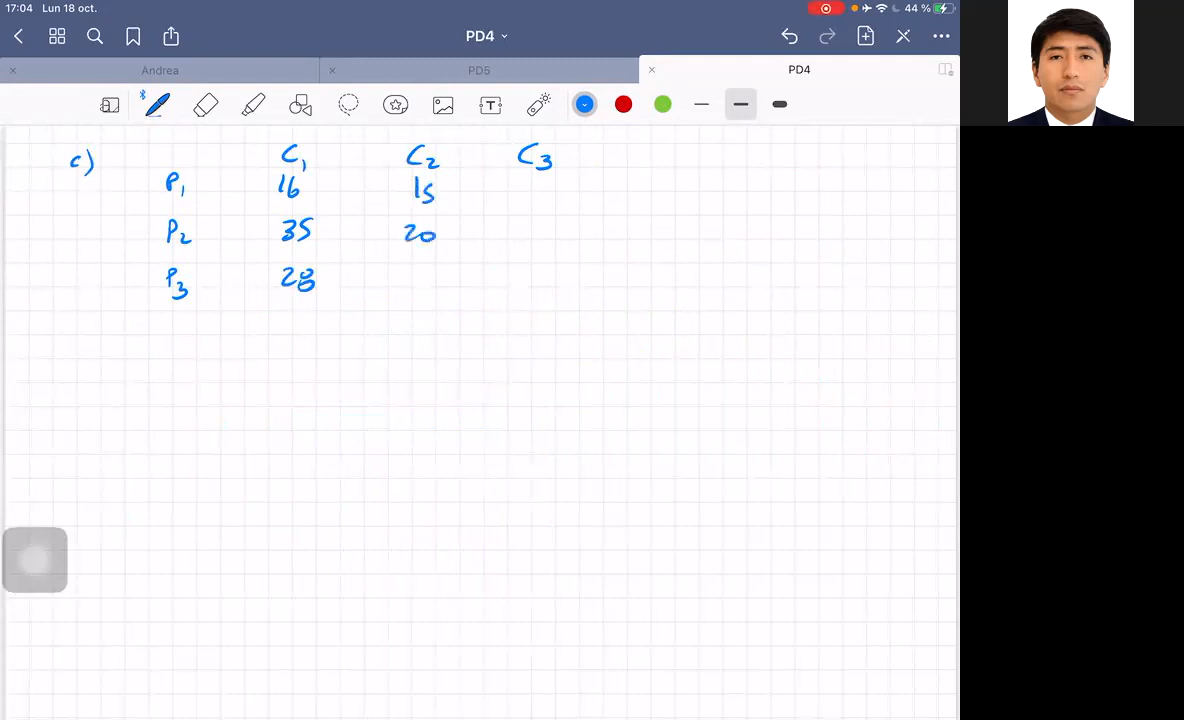 17:04 Lun 18 oct. 44 %
PD4
Andrea PD5 PD4
T
c) C1 C2 C3
P1 16 15
P2 35 20
P3 28